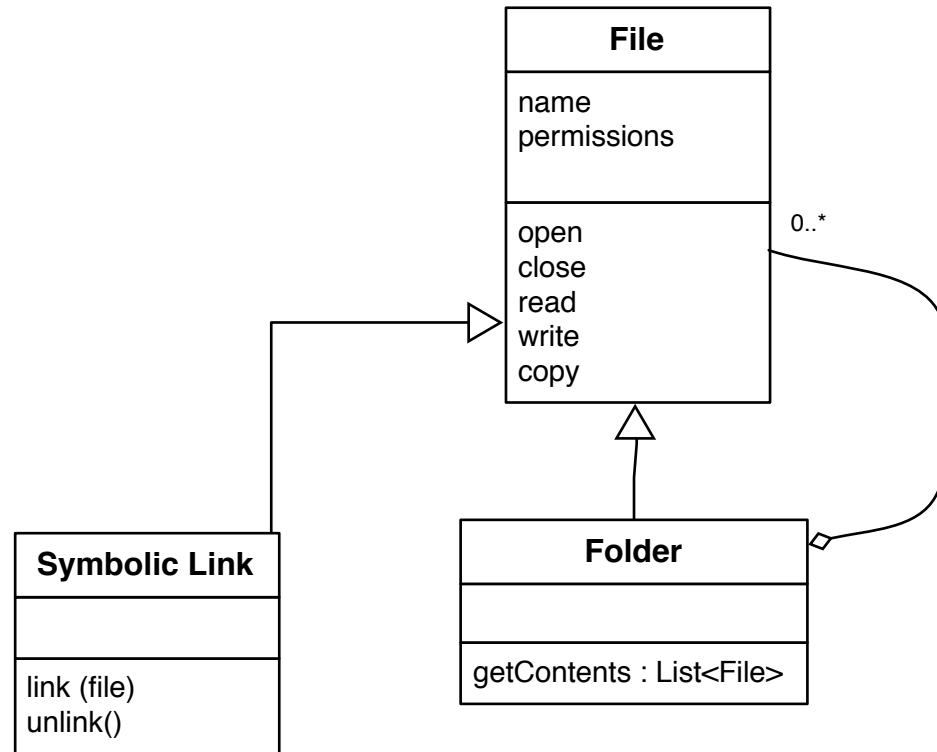 File
name
permissions
0..*
open
close
read
write
copy
Symbolic Link
link (file)
unlink()
Folder
getContents : List<File>